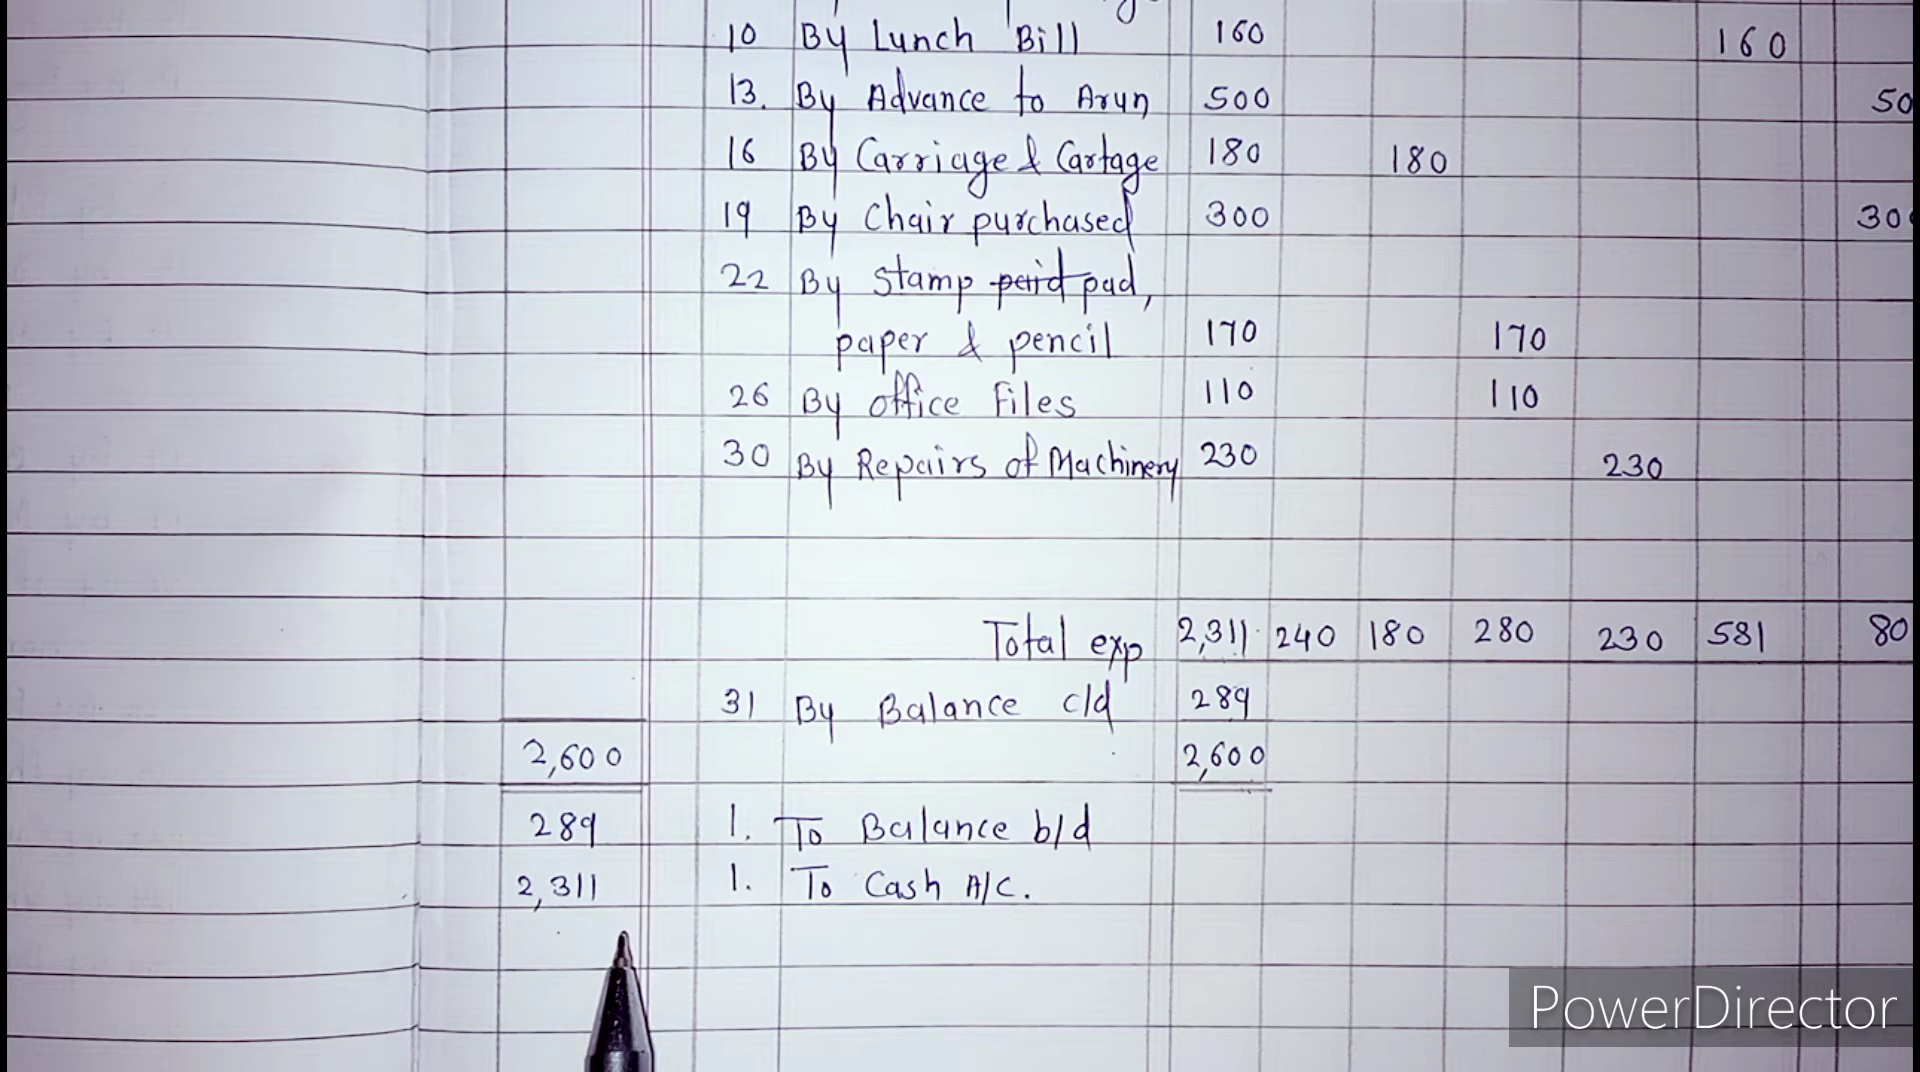 10 By Lunch Bill 160 160
13. By Advance to Arun 500 50
16 By Carriage & Cartage 180 180
19 By Chair purchased 300 30
22 By Stamp paid pad,
paper & pencil 170 170
26 By office Files 110 110
30 By Repairs of Machinery 230 230
Total exp 2,311 240 180 280 230 581 80
31 By Balance c/d 289
2,600 2,600
289 1. To Balance b/d
2,311 1. To Cash A/C.
PowerDirector